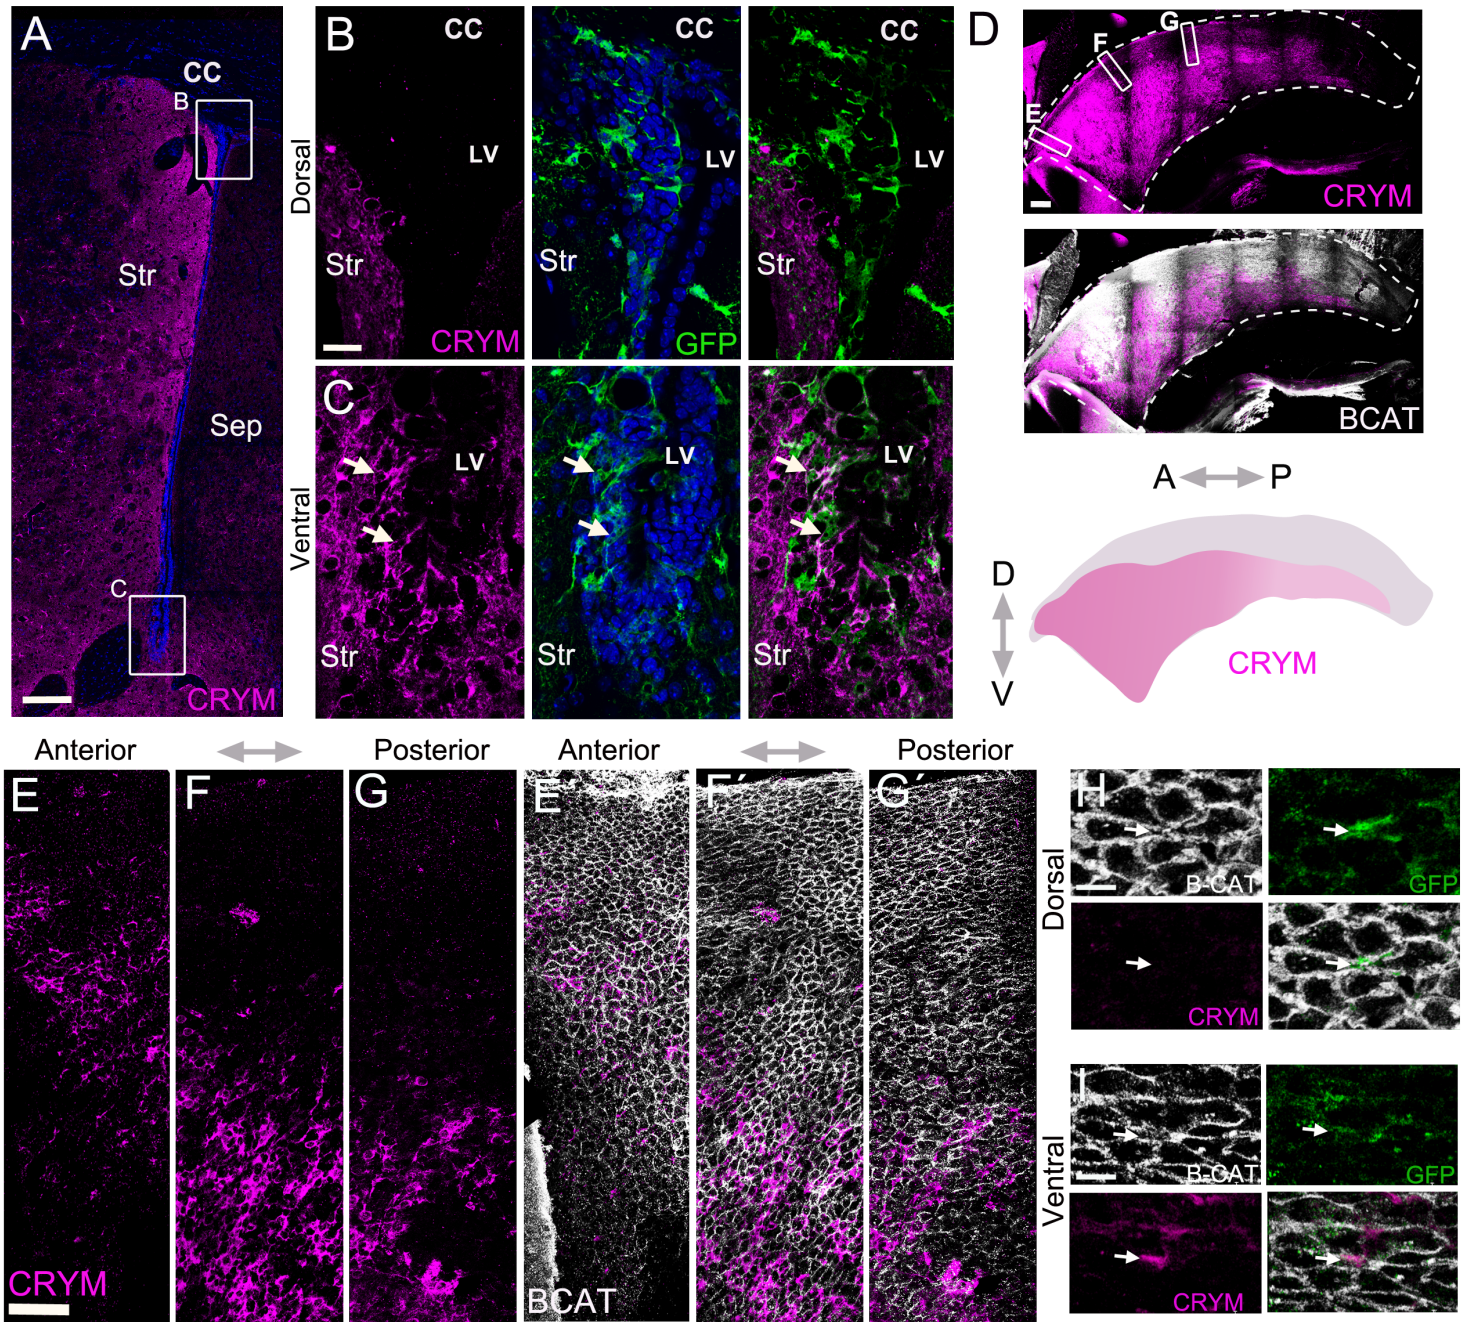 A
CC
B
Str
Sep
C
CRYM
Dorsal
B
CC
LV
Str
CRYM
CC
LV
Str
GFP
CC
LV
Str
Ventral
C
LV
Str
LV
Str
LV
Str
D
E
F
G
CRYM
BCAT
A P
D
V
CRYM
Anterior Posterior
Anterior Posterior
E
CRYM
F
G
E´
BCAT
F´
G´
Dorsal
H
B-CAT
GFP
CRYM
Ventral
I
B-CAT
GFP
CRYM